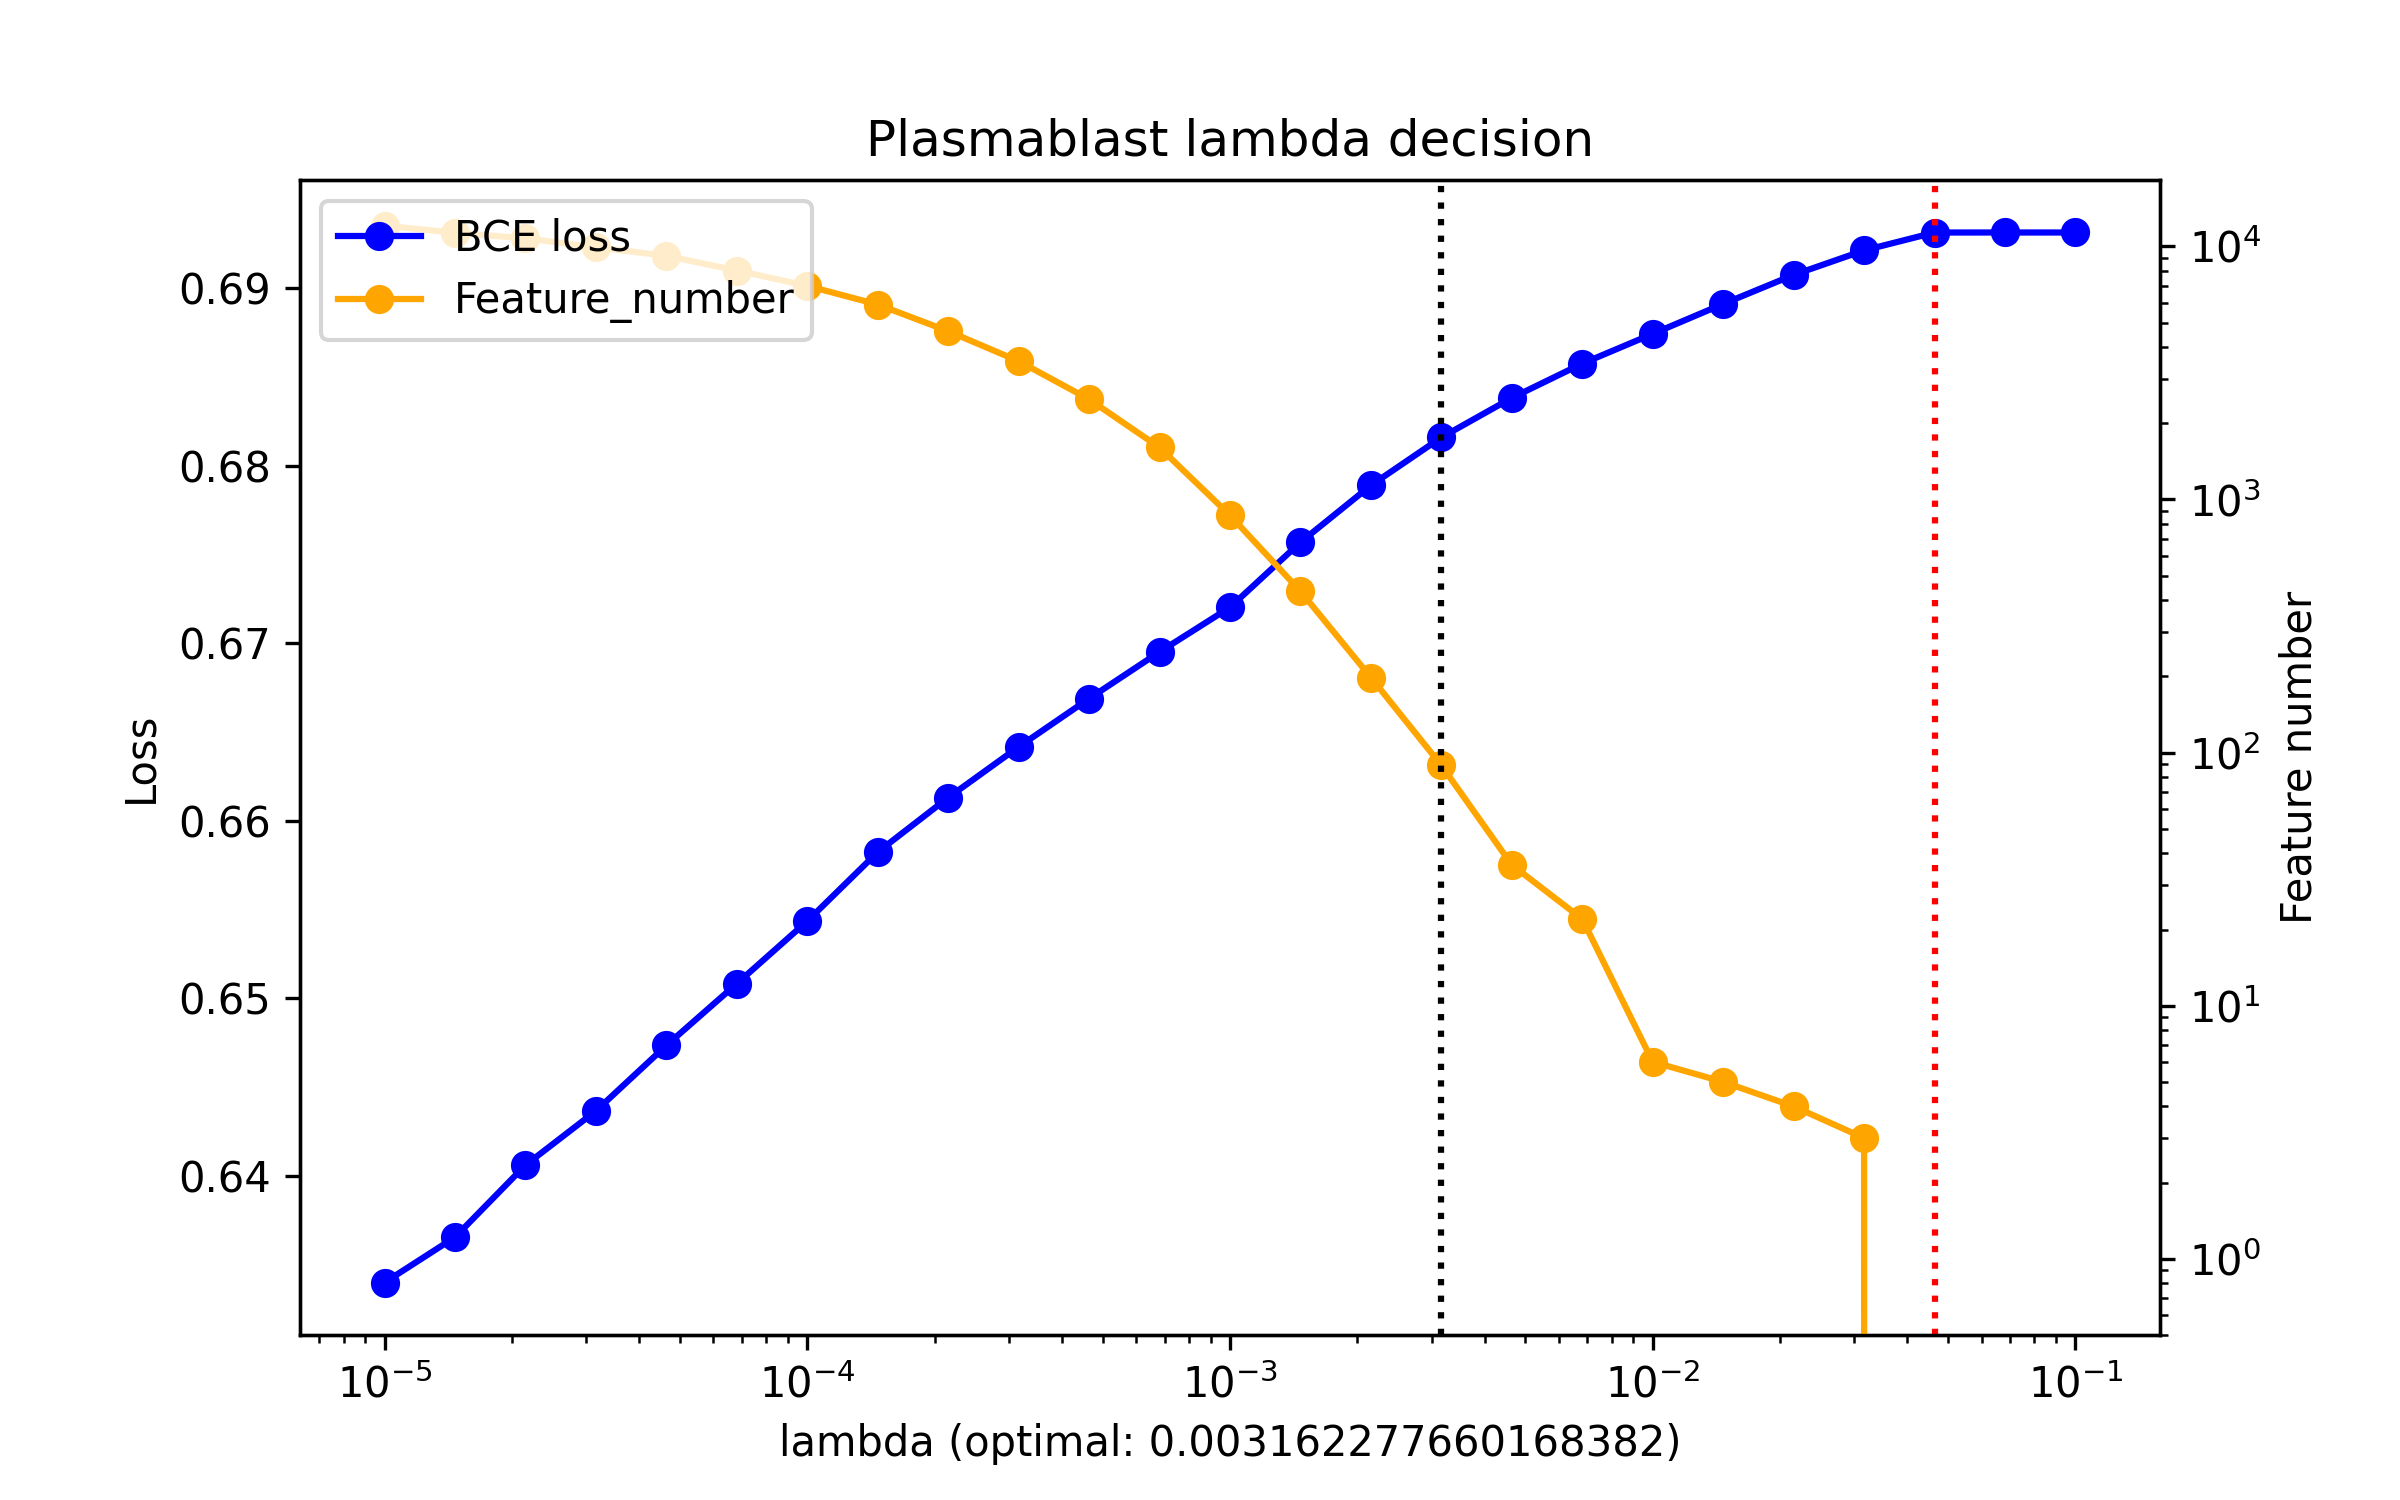 Plasmablast lambda decision
BCE loss
Feature_number
0.69
0.68
0.67
0.66
0.65
0.64
Loss
10⁴
10³
10²
10¹
10⁰
Feature number
10⁻⁵ 10⁻⁴ 10⁻³ 10⁻² 10⁻¹
lambda (optimal: 0.0031622776601683​82)